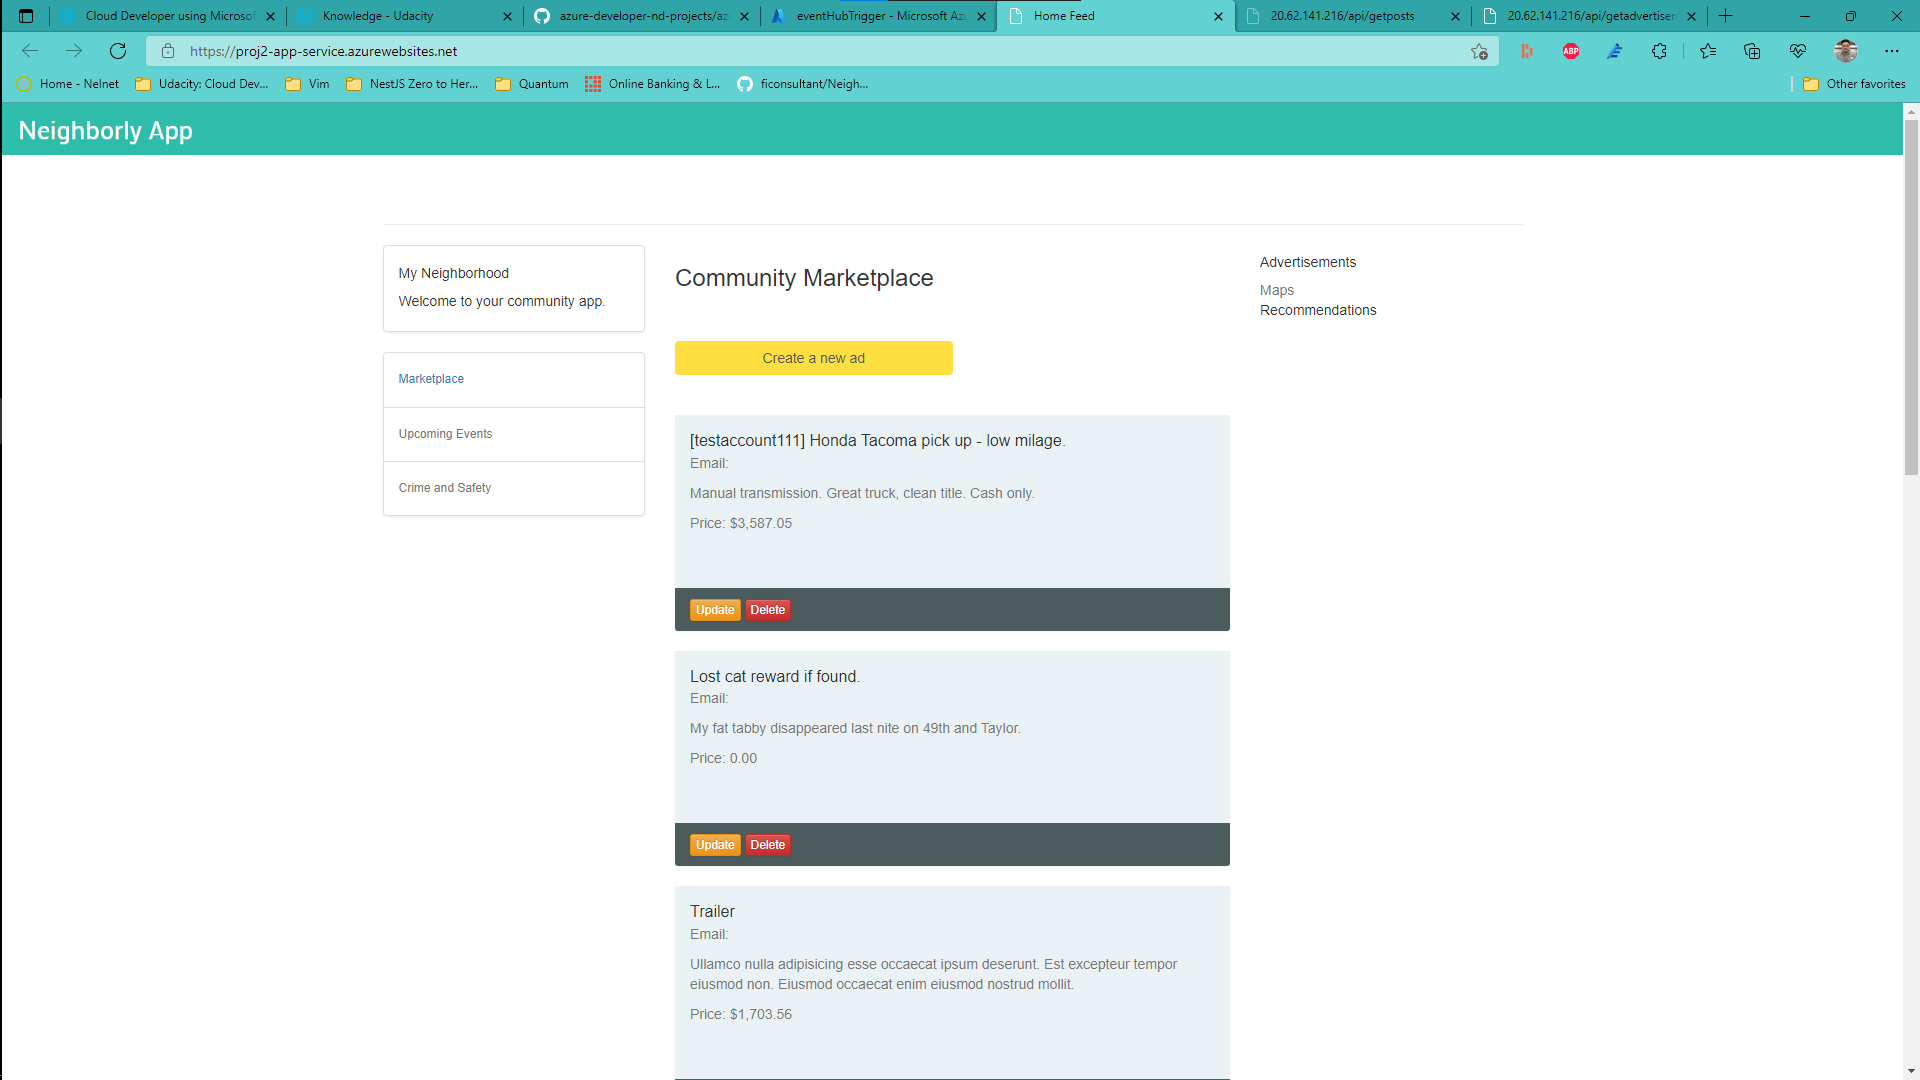 Cloud Developer using Microsof
Knowledge - Udacity
azure-developer-nd-projects/az
eventHubTrigger - Microsoft Az
Home Feed
20.62.141.216/api/getposts
20.62.141.216/api/getadvertisem
https://proj2-app-service.azurewebsites.net
ABP
Home - Nelnet
Udacity: Cloud Dev...
Vim
NestJS Zero to Her...
Quantum
Online Banking & L...
ficonsultant/Neigh...
Other favorites
Neighborly App
My Neighborhood
Welcome to your community app.
Marketplace
Upcoming Events
Crime and Safety
Community Marketplace
Create a new ad
[testaccount111] Honda Tacoma pick up - low milage.
Email:
Manual transmission. Great truck, clean title. Cash only.
Price: $3,587.05
Update Delete
Lost cat reward if found.
Email:
My fat tabby disappeared last nite on 49th and Taylor.
Price: 0.00
Update Delete
Trailer
Email:
Ullamco nulla adipisicing esse occaecat ipsum deserunt. Est excepteur tempor
eiusmod non. Eiusmod occaecat enim eiusmod nostrud mollit.
Price: $1,703.56
Advertisements
Maps
Recommendations